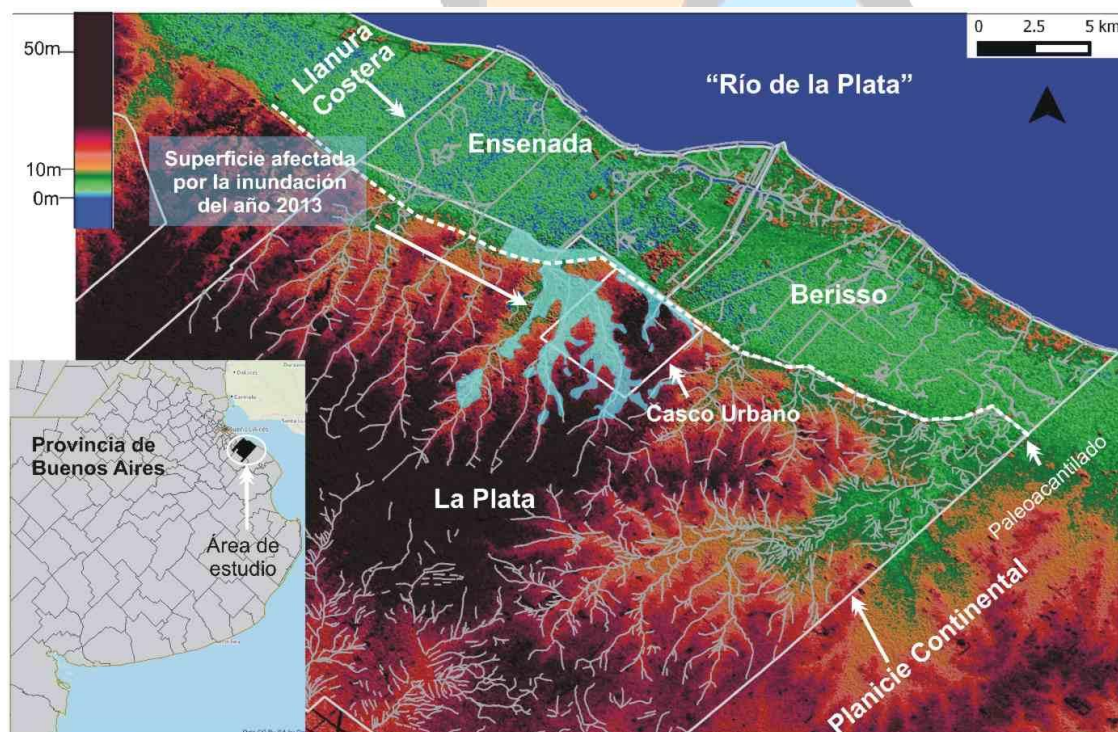 50m
10m
0m
Llanura
Costera
"Río de la Plata"
0 2.5 5 km
Ensenada
Superficie afectada
por la inundación
del año 2013
Berisso
Casco Urbano
La Plata
Paleoacantilado
Planicie Continental
Provincia de
Buenos Aires
Área de
estudio